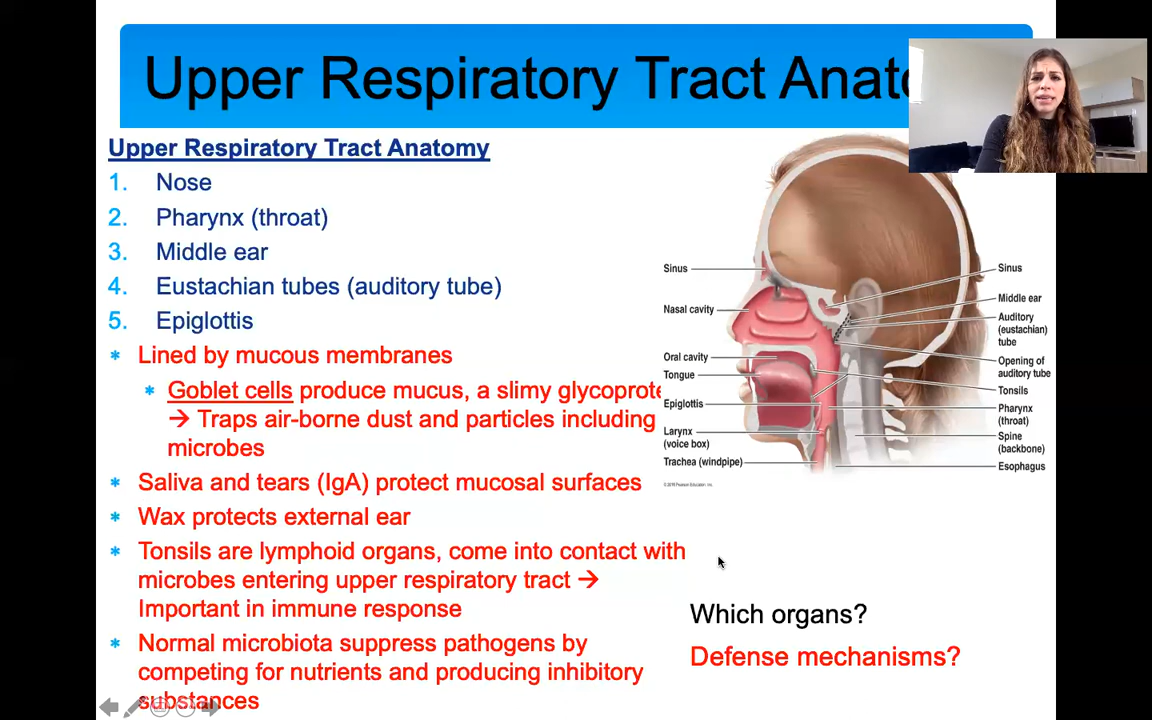 Upper Respiratory Tract Anato
Upper Respiratory Tract Anatomy
1. Nose
2. Pharynx (throat)
3. Middle ear
4. Eustachian tubes (auditory tube)
5. Epiglottis
* Lined by mucous membranes
* Goblet cells produce mucus, a slimy glycoprote
→ Traps air-borne dust and particles including
microbes
* Saliva and tears (IgA) protect mucosal surfaces
* Wax protects external ear
* Tonsils are lymphoid organs, come into contact with
microbes entering upper respiratory tract →
Important in immune response
* Normal microbiota suppress pathogens by
competing for nutrients and producing inhibitory
substances
Sinus
Nasal cavity
Oral cavity
Tongue
Epiglottis
Larynx
(voice box)
Trachea (windpipe)
Sinus
Middle ear
Auditory
(eustachian)
tube
Opening of
auditory tube
Tonsils
Pharynx
(throat)
Spine
(backbone)
Esophagus
Which organs?
Defense mechanisms?